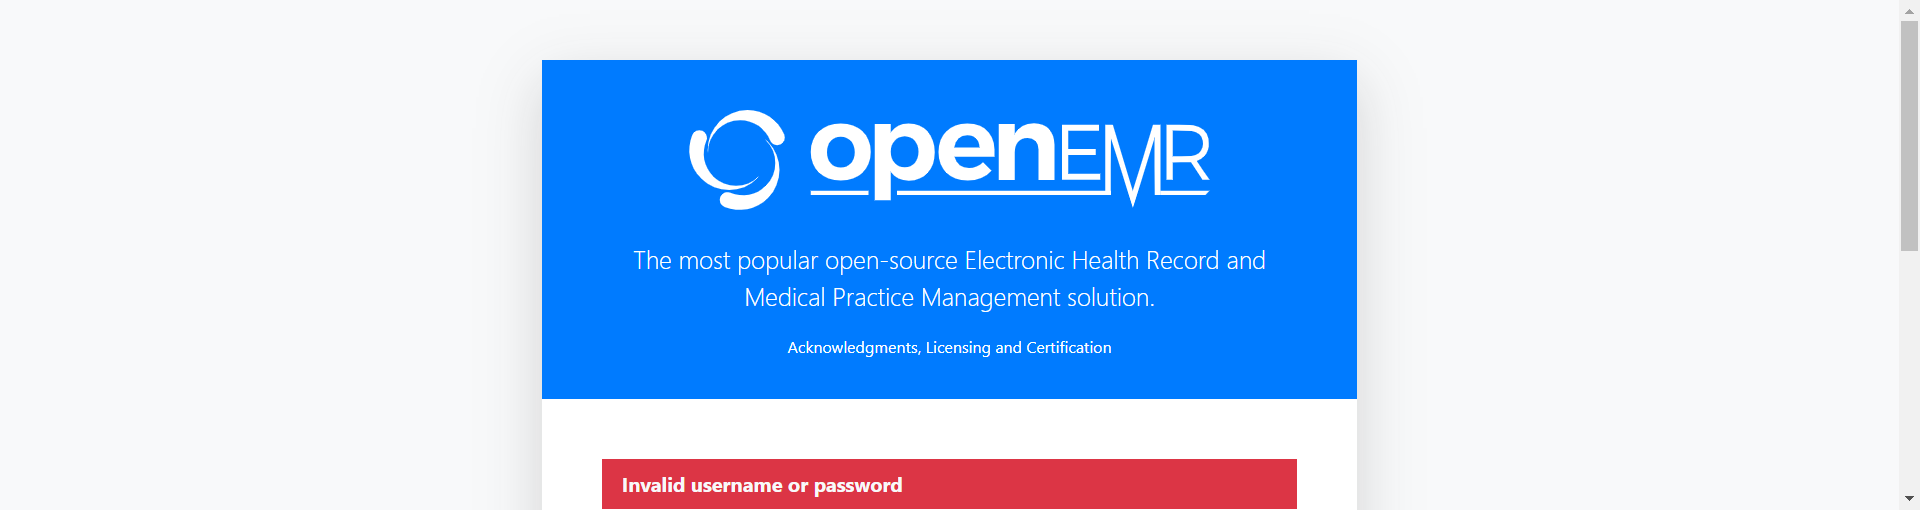 openEMR
The most popular open-source Electronic Health Record and
Medical Practice Management solution.
Acknowledgments, Licensing and Certification
Invalid username or password